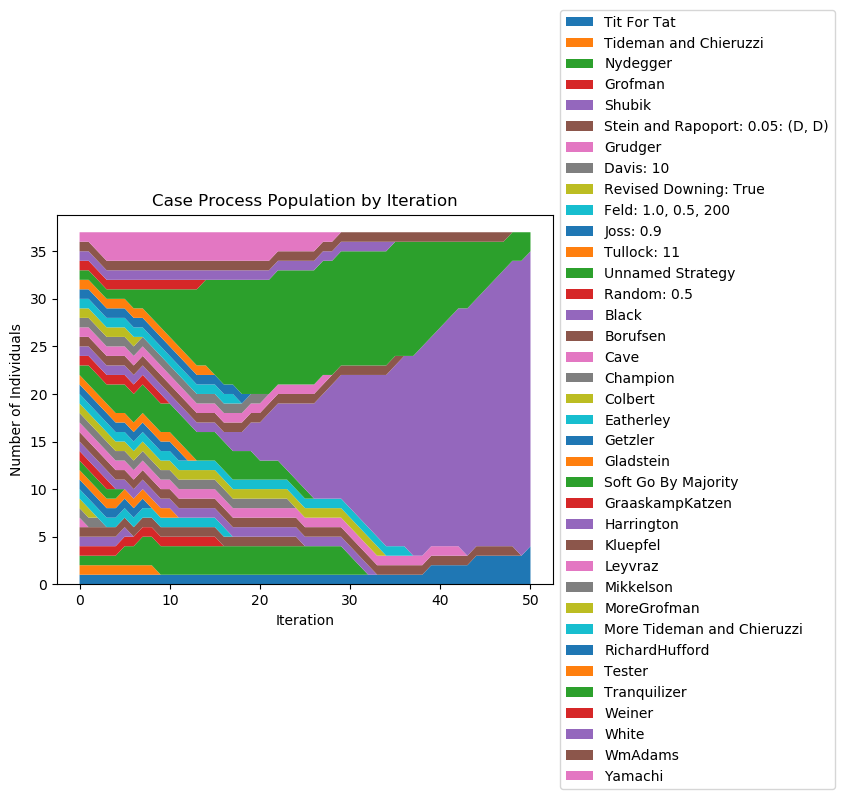 Case Process Population by Iteration
Number of Individuals
35
30
25
20
15
10
5
0
0 10 20 30 40 50
Iteration
Tit For Tat
Tideman and Chieruzzi
Nydegger
Grofman
Shubik
Stein and Rapoport: 0.05: (D, D)
Grudger
Davis: 10
Revised Downing: True
Feld: 1.0, 0.5, 200
Joss: 0.9
Tullock: 11
Unnamed Strategy
Random: 0.5
Black
Borufsen
Cave
Champion
Colbert
Eatherley
Getzler
Gladstein
Soft Go By Majority
GraaskampKatzen
Harrington
Kluepfel
Leyvraz
Mikkelson
MoreGrofman
More Tideman and Chieruzzi
RichardHufford
Tester
Tranquilizer
Weiner
White
WmAdams
Yamachi